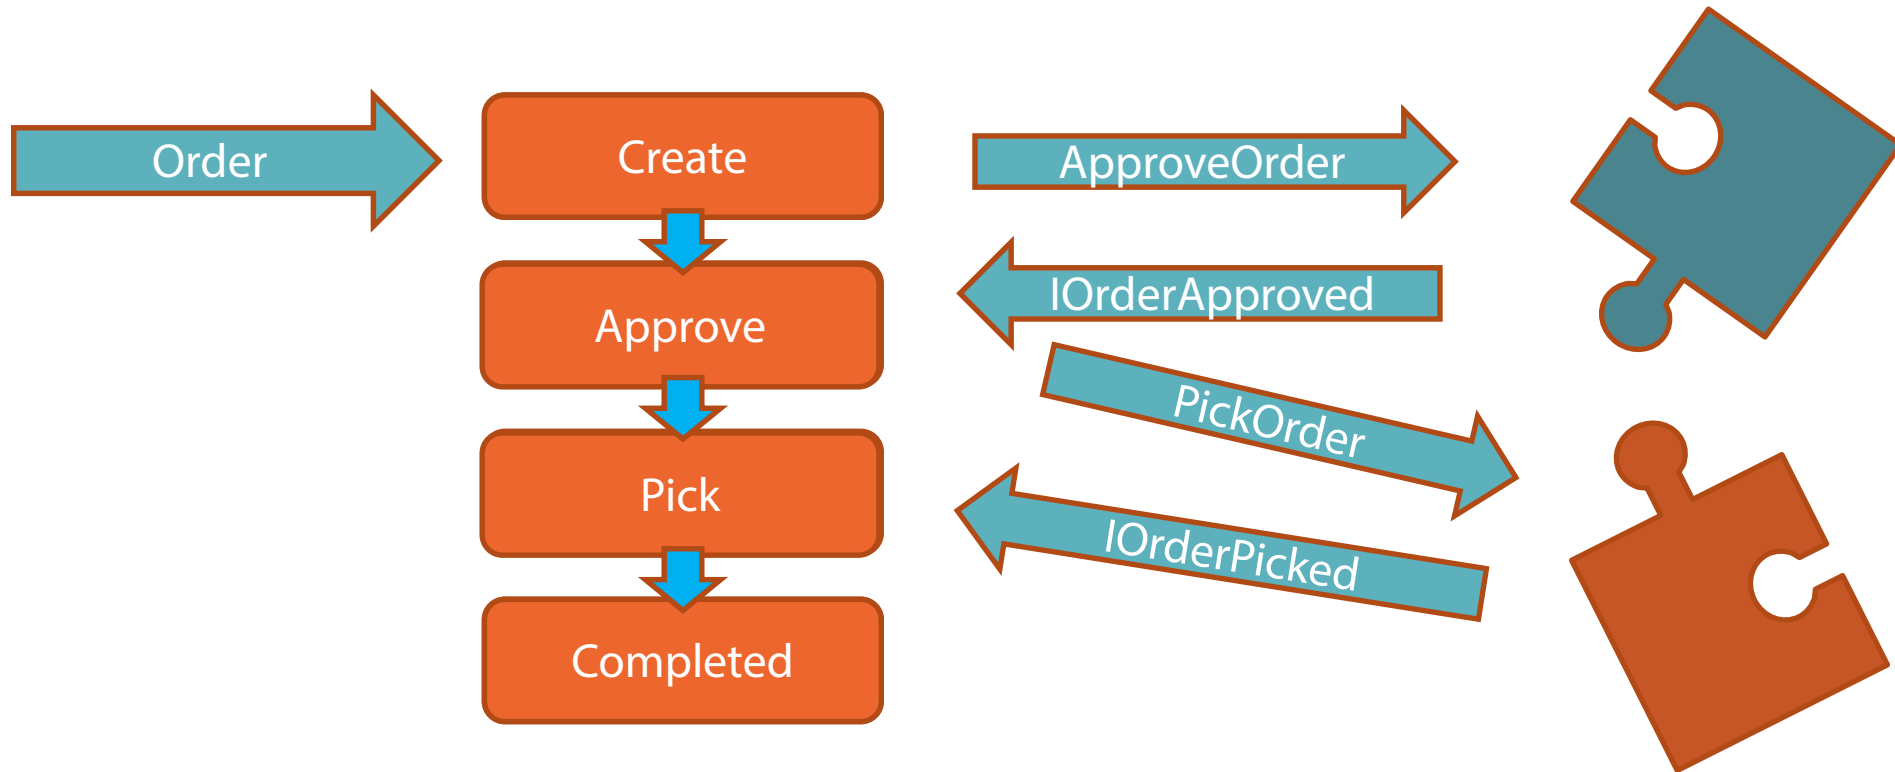 Order
Create
ApproveOrder
IOrderApproved
Approve
PickOrder
Pick
IOrderPicked
Completed